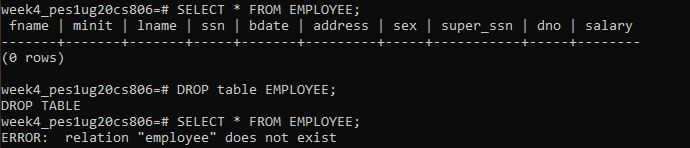 week4_pes1ug20cs806=# SELECT * FROM EMPLOYEE;
 fname | minit | lname | ssn | bdate | address | sex | super_ssn | dno | salary
-------+-------+-------+-----+-------+---------+-----+-----------+-----+--------
(0 rows)

week4_pes1ug20cs806=# DROP table EMPLOYEE;
DROP TABLE
week4_pes1ug20cs806=# SELECT * FROM EMPLOYEE;
ERROR:  relation "employee" does not exist